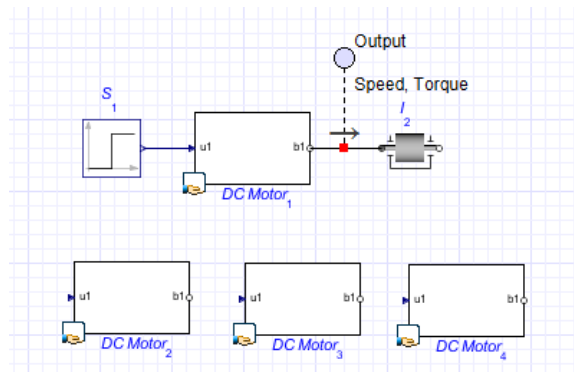 Output
Speed, Torque
S
1
I
2
u1
b1
DC Motor
1
u1
b1
DC Motor
2
u1
b1
DC Motor
3
u1
b1
DC Motor
4